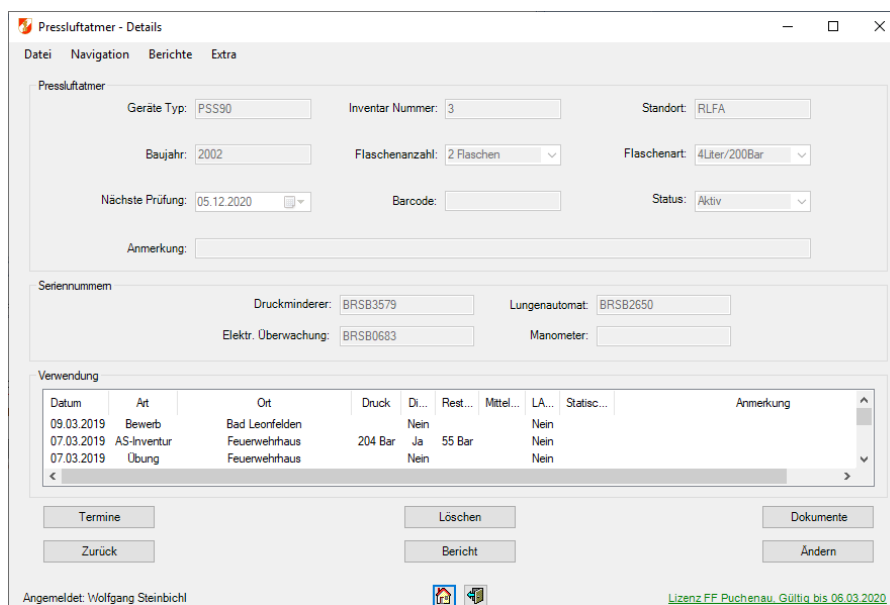 Pressluftatmer - Details
Datei Navigation Berichte Extra
Pressluftatmer
Geräte Typ: PSS90 Inventar Nummer: 3 Standort: RLFA
Baujahr: 2002 Flaschenanzahl: 2 Flaschen Flaschenart: 4Liter/200Bar
Nächste Prüfung: 05.12.2020 Barcode: Status: Aktiv
Anmerkung:
Seriennummern
Druckminderer: BRSB3579 Lungenautomat: BRSB2650
Elektr. Überwachung: BRSB0683 Manometer:
Verwendung
Datum Art Ort Druck Di... Rest... Mittel... LA... Statisc... Anmerkung
09.03.2019 Bewerb Bad Leonfelden Nein Nein
07.03.2019 AS-Inventur Feuerwehrhaus 204 Bar Ja 55 Bar Nein
07.03.2019 Übung Feuerwehrhaus Nein Nein
Termine Löschen Dokumente
Zurück Bericht Ändern
Angemeldet: Wolfgang Steinbichl Lizenz FF Puchenau, Gültig bis 06.03.2020